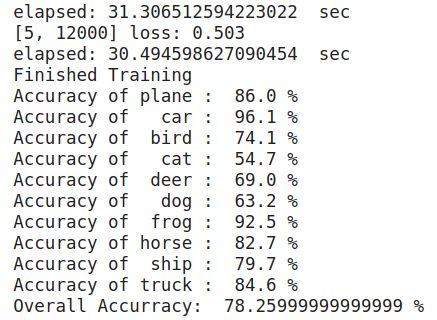 elapsed: 31.306512594223022  sec
[5, 12000] loss: 0.503
elapsed: 30.494598627090454  sec
Finished Training
Accuracy of plane :  86.0 %
Accuracy of   car :  96.1 %
Accuracy of  bird :  74.1 %
Accuracy of   cat :  54.7 %
Accuracy of  deer :  69.0 %
Accuracy of   dog :  63.2 %
Accuracy of  frog :  92.5 %
Accuracy of horse :  82.7 %
Accuracy of  ship :  79.7 %
Accuracy of truck :  84.6 %
Overall Accurracy:  78.25999999999999 %